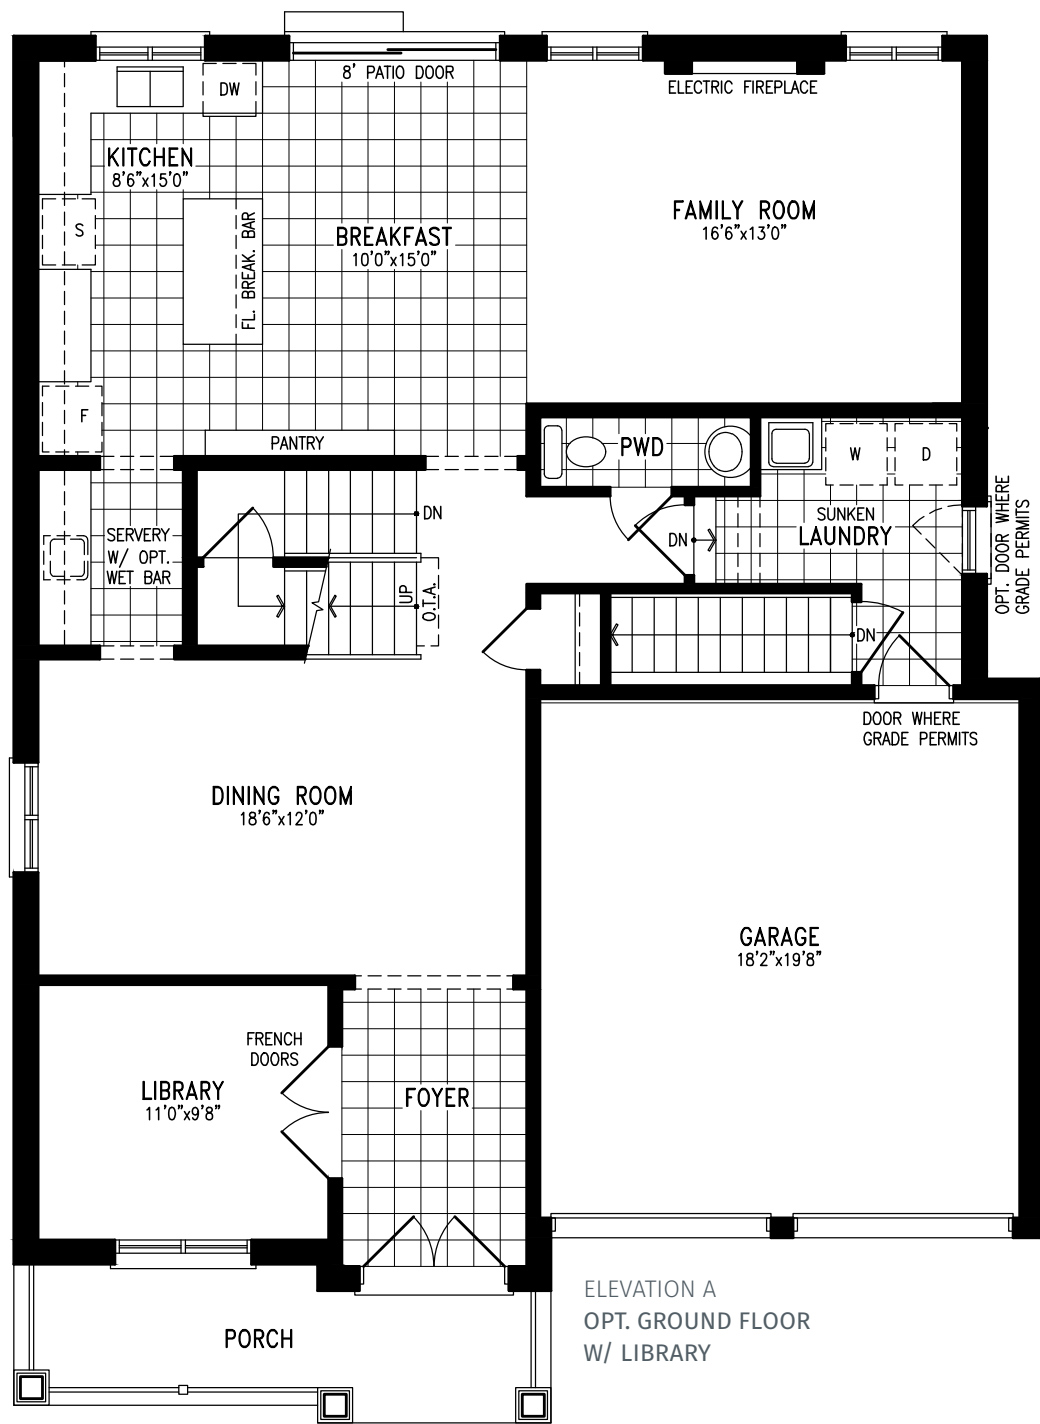 8' PATIO DOOR
ELECTRIC FIREPLACE
DW
KITCHEN
8'6"x15'0"
S
FL. BREAK. BAR
BREAKFAST
10'0"x15'0"
FAMILY ROOM
16'6"x13'0"
F
PANTRY
PWD
W
D
SERVERY
W/ OPT.
WET BAR
DN
UP
O.T.A.
DN
SUNKEN
LAUNDRY
OPT. DOOR WHERE
GRADE PERMITS
DN
DOOR WHERE
GRADE PERMITS
DINING ROOM
18'6"x12'0"
GARAGE
18'2"x19'8"
FRENCH
DOORS
LIBRARY
11'0"x9'8"
FOYER
PORCH
ELEVATION A
OPT. GROUND FLOOR
W/ LIBRARY